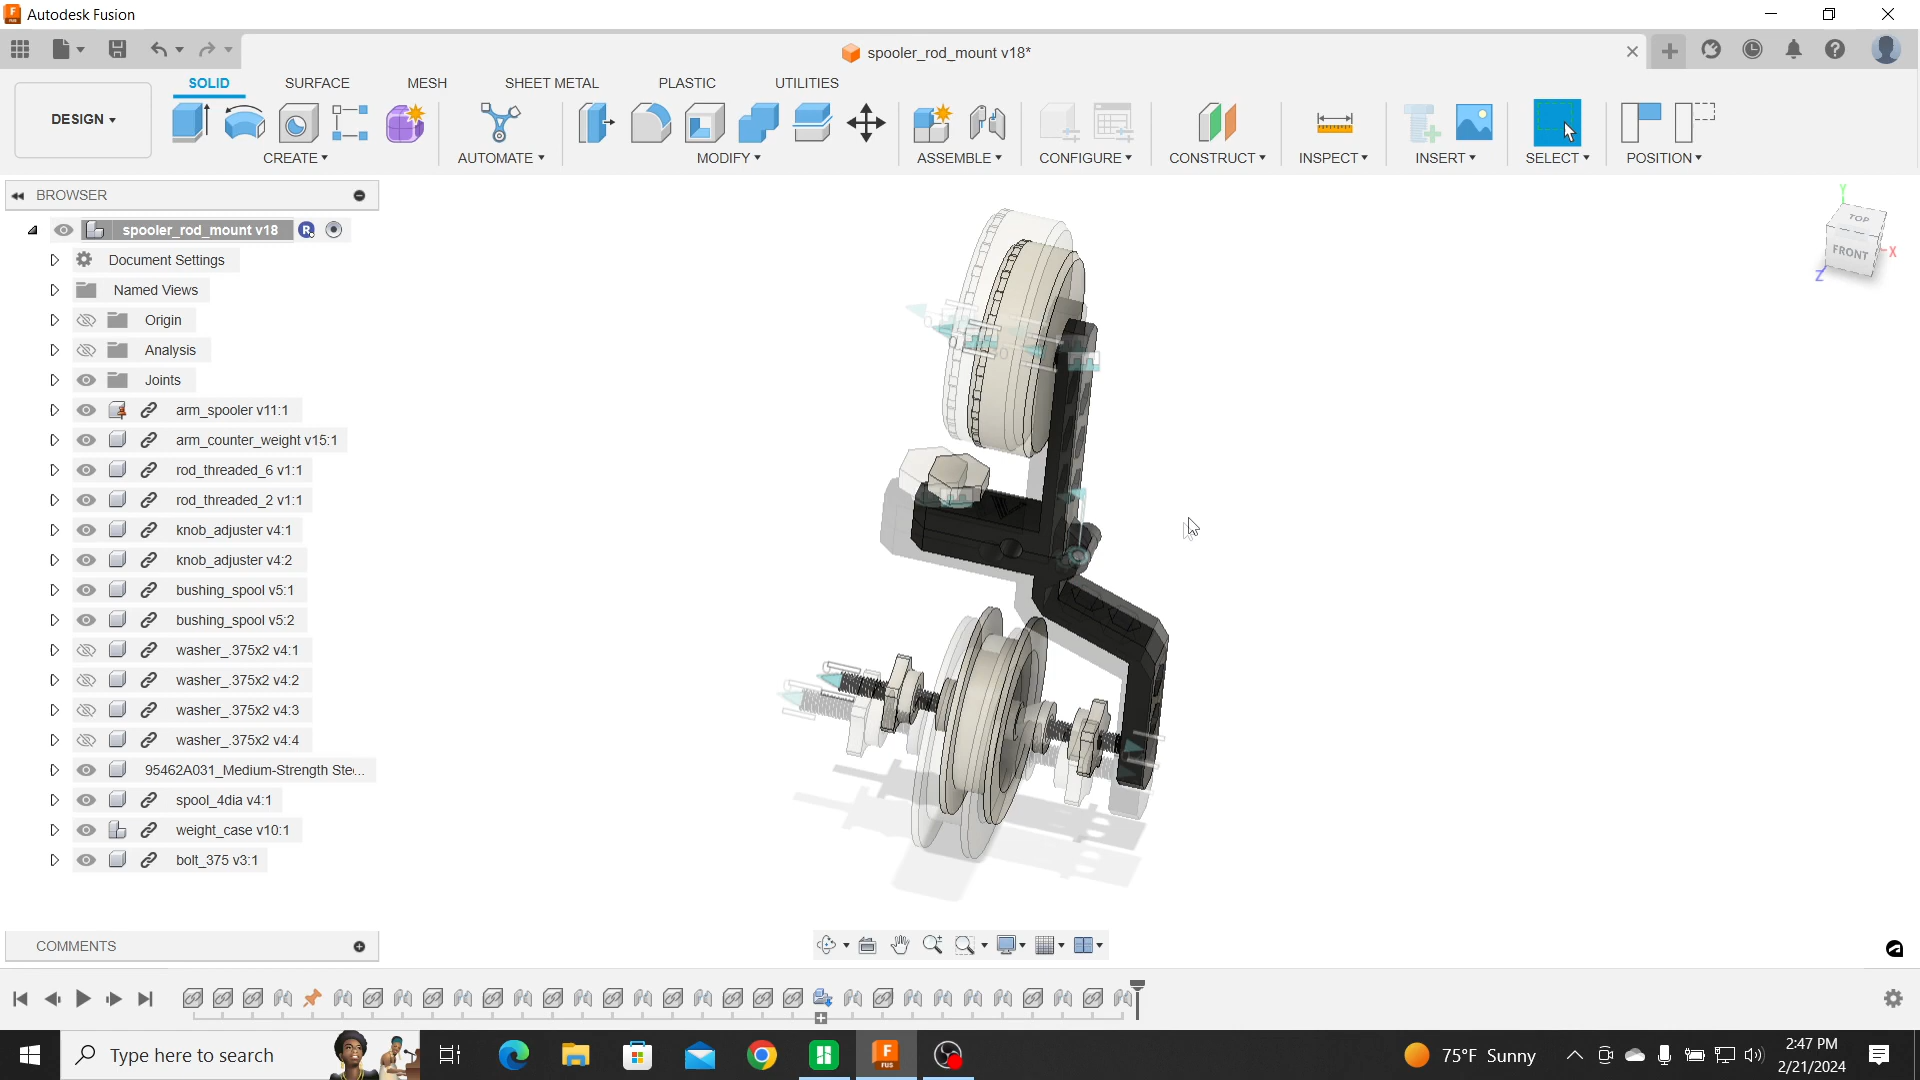 Autodesk Fusion
spooler_rod_mount v18*
DESIGN
SOLID
SURFACE
MESH
SHEET METAL
PLASTIC
UTILITIES
CREATE
AUTOMATE
MODIFY
ASSEMBLE
CONFIGURE
CONSTRUCT
INSPECT
INSERT
SELECT
POSITION
BROWSER
spooler_rod_mount v18
R
Document Settings
Named Views
Origin
Analysis
Joints
arm_spooler v11:1
arm_counter_weight v15:1
rod_threaded_6 v1:1
rod_threaded_2 v1:1
knob_adjuster v4:1
knob_adjuster v4:2
bushing_spool v5:1
bushing_spool v5:2
washer_.375x2 v4:1
washer_.375x2 v4:2
washer_.375x2 v4:3
washer_.375x2 v4:4
95462A031_Medium-Strength Ste...
spool_4dia v4:1
weight_case v10:1
bolt_375 v3:1
Y
TOP
FRONT
X
Z
COMMENTS
Type here to search
75°F Sunny
2:47 PM
2/21/2024